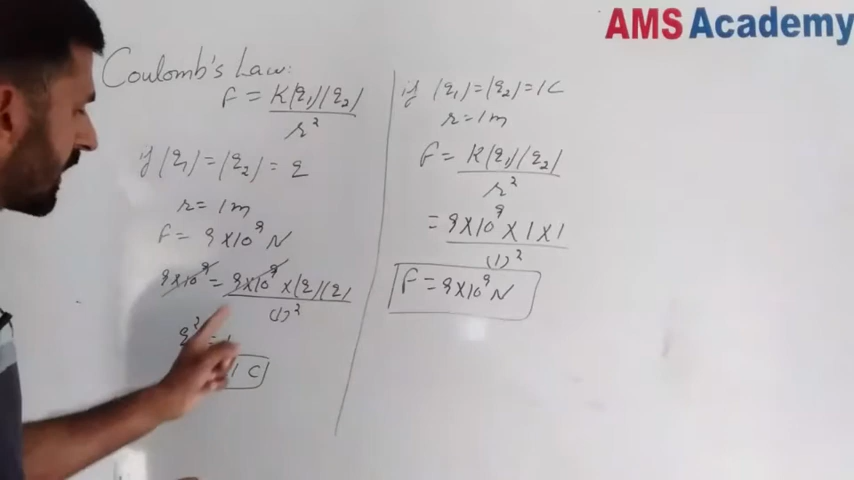 AMS Academy
Coulomb's Law:
F = K|q₁||q₂| / r²
if |q₁| = |q₂| = q
r = 1m
F = 9×10⁹ N
9×10⁹ = 9×10⁹ × |q||q| / (1)²
q² =
1 C
if |q₁| = |q₂| = 1C
r = 1m
F = K|q₁||q₂| / r²
= 9×10⁹ × 1 × 1 / (1)²
F = 9×10⁹ N